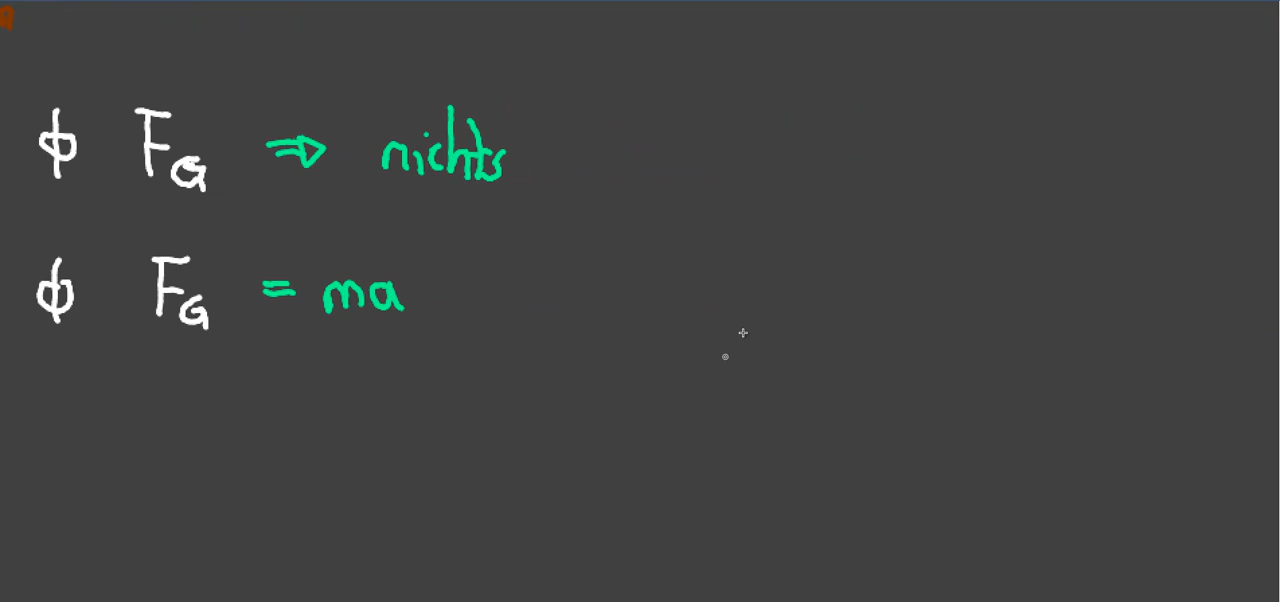 ϕ F_G ⇒ nichts
ϕ F_G = ma